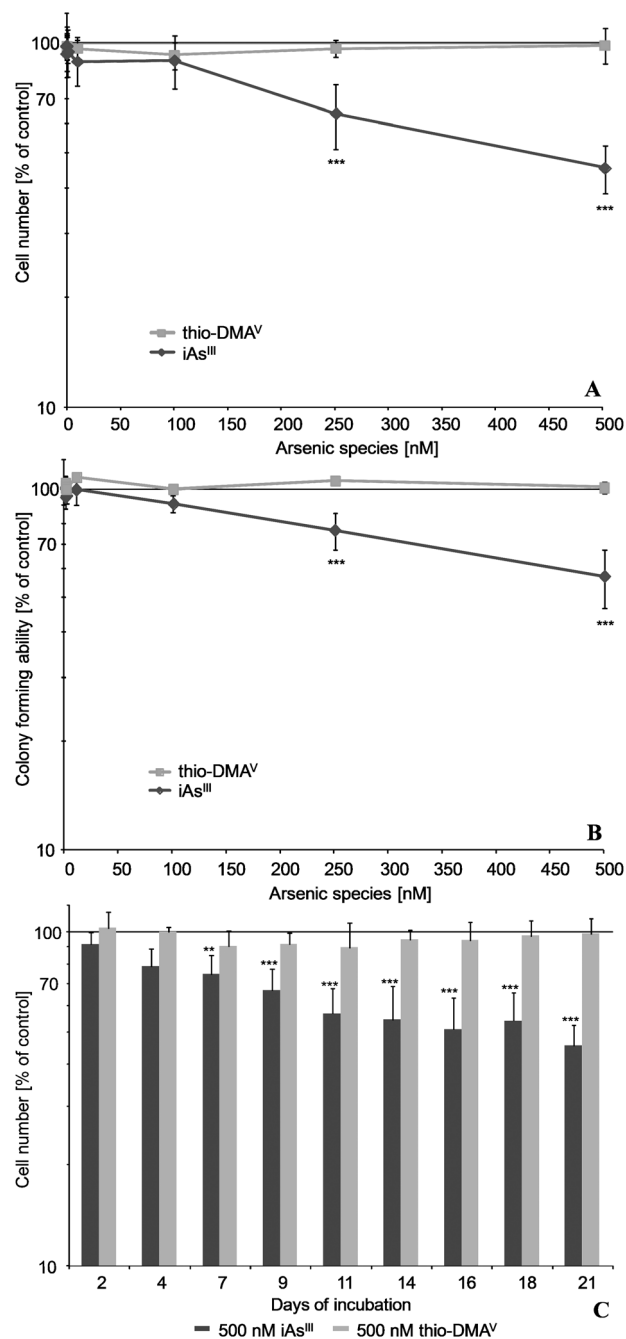 100
70
10
Cell number [% of control]
***
***
thio-DMAⱽ
iAsᴵᴵᴵ
A
0 50 100 150 200 250 300 350 400 450 500
Arsenic species [nM]
100
70
10
Colony forming ability [% of control]
***
***
thio-DMAⱽ
iAsᴵᴵᴵ
B
0 50 100 150 200 250 300 350 400 450 500
Arsenic species [nM]
100
70
10
Cell number [% of control]
** *** *** *** *** *** ***
2 4 7 9 11 14 16 18 21
Days of incubation
C
500 nM iAsᴵᴵᴵ 500 nM thio-DMAⱽ